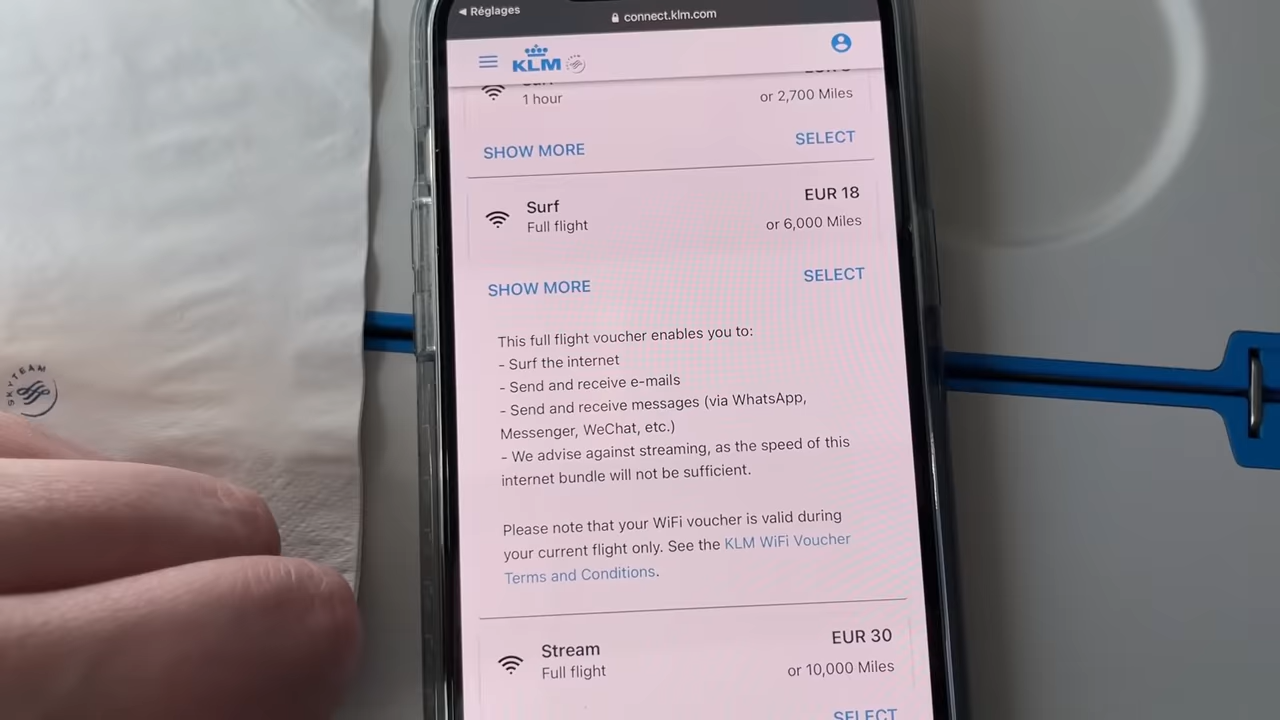 ◀ Réglages
connect.klm.com
KLM
1 hour
or 2,700 Miles
SHOW MORE
SELECT
Surf
EUR 18
Full flight
or 6,000 Miles
SHOW MORE
SELECT
This full flight voucher enables you to:
- Surf the internet
- Send and receive e-mails
- Send and receive messages (via WhatsApp,
Messenger, WeChat, etc.)
- We advise against streaming, as the speed of this
internet bundle will not be sufficient.
Please note that your WiFi voucher is valid during
your current flight only. See the KLM WiFi Voucher
Terms and Conditions.
Stream
EUR 30
Full flight
or 10,000 Miles
SELECT
SKYTEAM